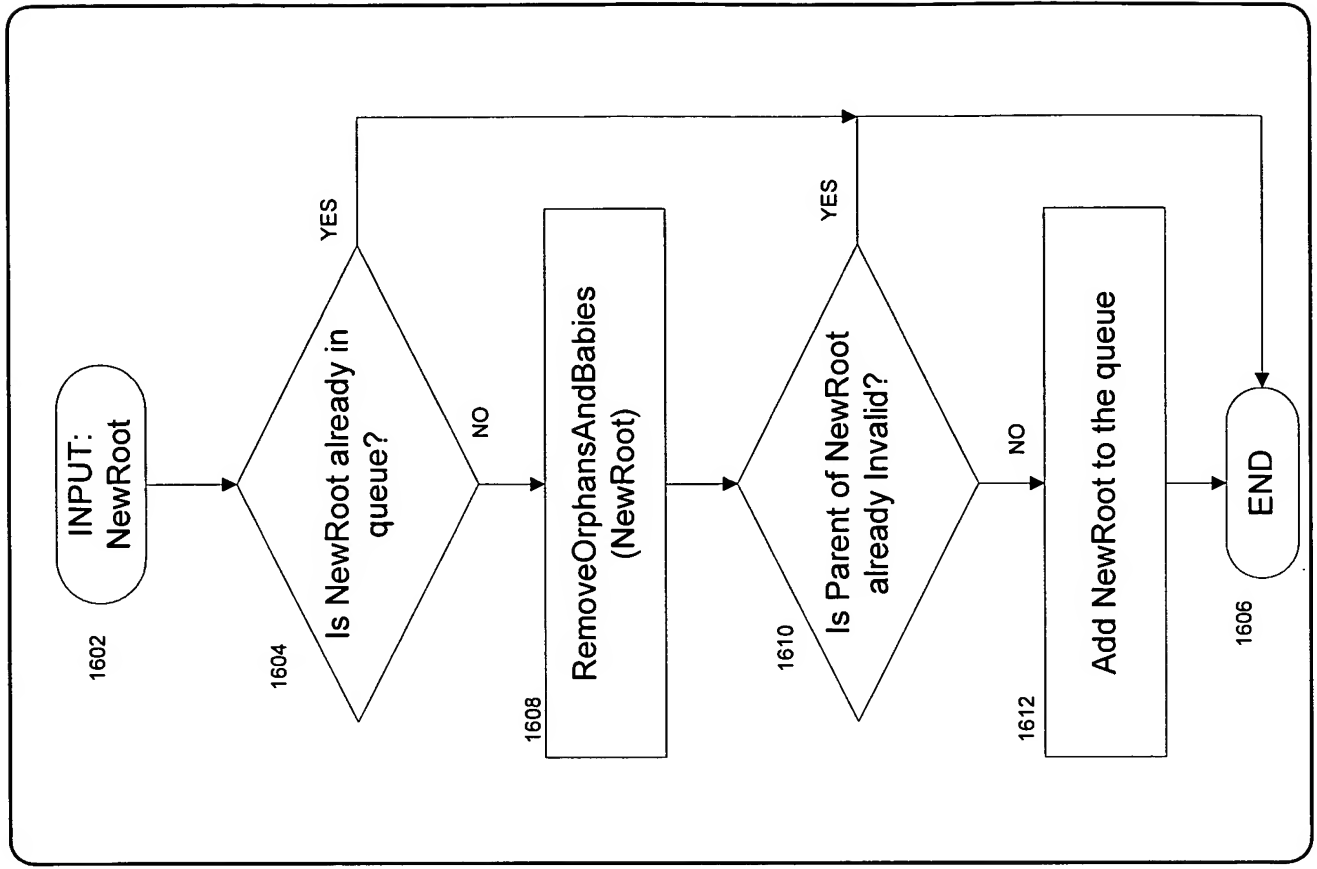 INPUT:
NewRoot
1602
Is NewRoot already in
queue?
1604
YES
NO
RemoveOrphansAndBabies
(NewRoot)
1608
Is Parent of NewRoot
already Invalid?
1610
YES
NO
Add NewRoot to the queue
1612
END
1606